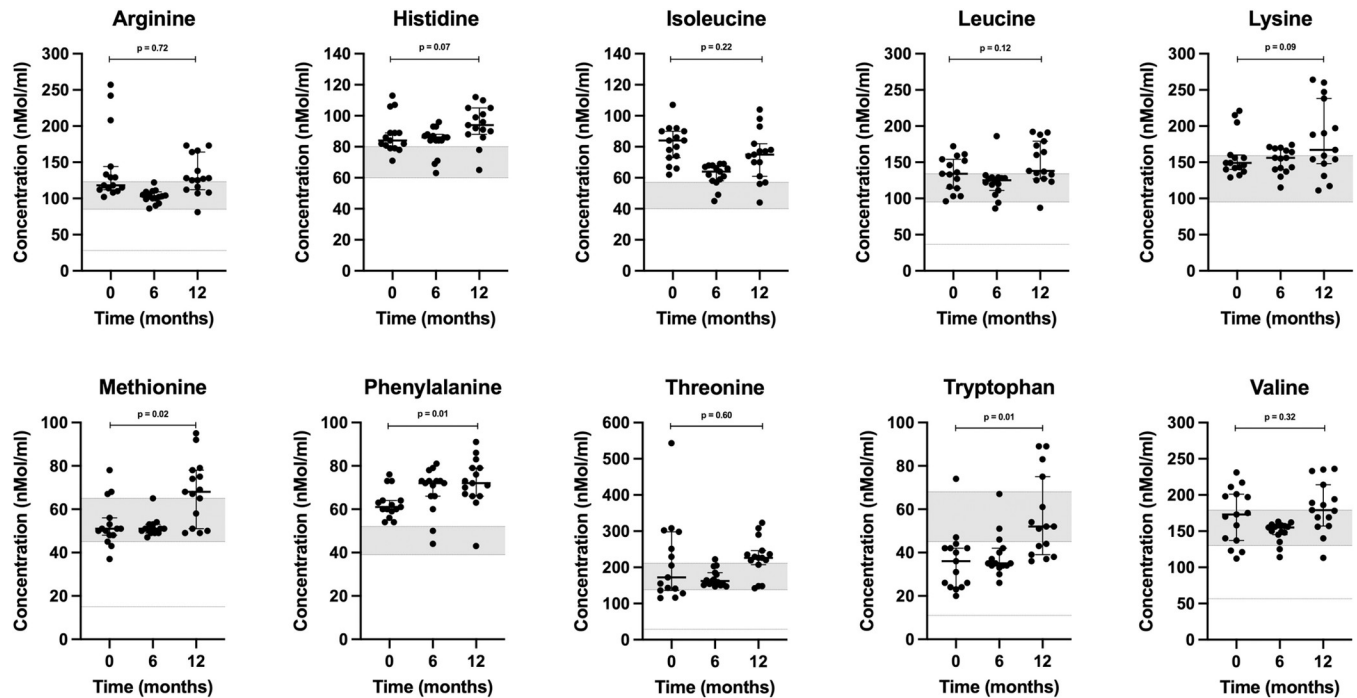 Arginine Histidine Isoleucine Leucine Lysine
p = 0.72 p = 0.07 p = 0.22 p = 0.12 p = 0.09
Concentration (nMol/ml) Concentration (nMol/ml) Concentration (nMol/ml) Concentration (nMol/ml) Concentration (nMol/ml)
300 140 140 300 300
250 120 120 250 250
200 100 100 200 200
150 80 80 150 150
100 60 60 100 100
50 40 40 50 50
20 20
0 0 0 0 0
0 6 12 0 6 12 0 6 12 0 6 12 0 6 12
Time (months) Time (months) Time (months) Time (months) Time (months)
Methionine Phenylalanine Threonine Tryptophan Valine
p = 0.02 p = 0.01 p = 0.60 p = 0.01 p = 0.32
Concentration (nMol/ml) Concentration (nMol/ml) Concentration (nMol/ml) Concentration (nMol/ml) Concentration (nMol/ml)
100 100 600 100 300
80 80 500 80 250
60 60 400 60 200
40 40 300 40 150
20 20 200 20 100
100 50
0 0 0 0 0
0 6 12 0 6 12 0 6 12 0 6 12 0 6 12
Time (months) Time (months) Time (months) Time (months) Time (months)